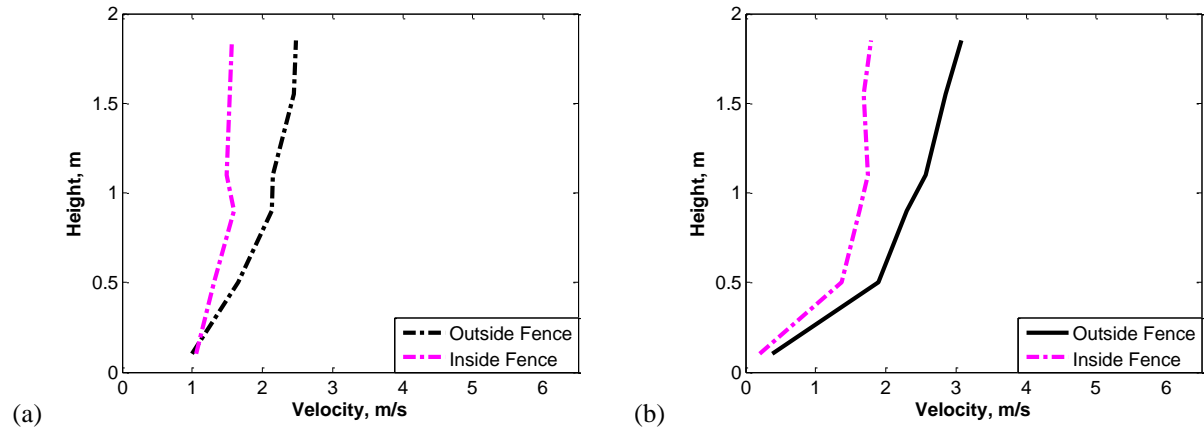 2
1.5
1
0.5
0
Height, m
0 1 2 3 4 5 6
Velocity, m/s
Outside Fence
Inside Fence
(a)
2
1.5
1
0.5
0
Height, m
0 1 2 3 4 5 6
Velocity, m/s
Outside Fence
Inside Fence
(b)